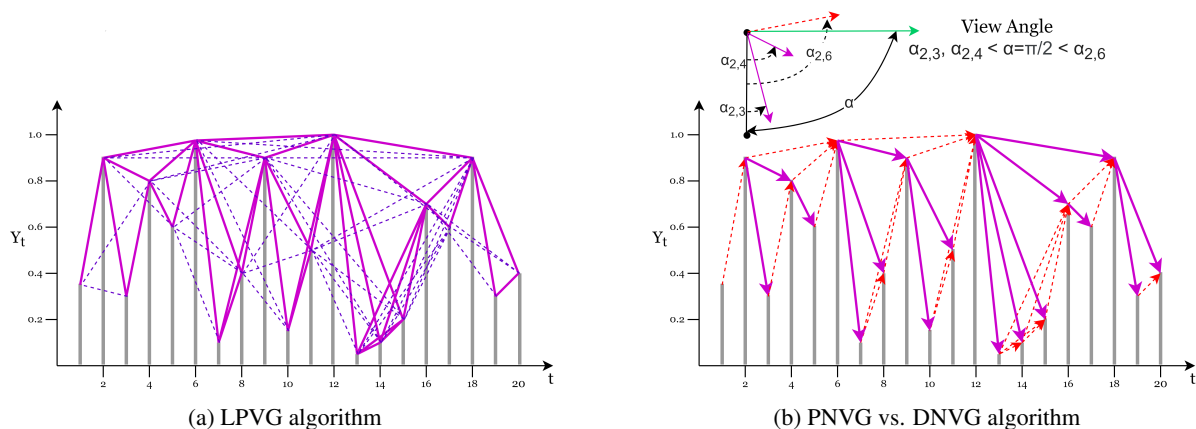 View Angle
α2,3, α2,4 < α=π/2 < α2,6
α2,4
α2,6
α2,3
α
1.0
0.8
0.6
Yt
0.4
0.2
2 4 6 8 10 12 14 16 18 20 t
(a) LPVG algorithm
1.0
0.8
0.6
Yt
0.4
0.2
2 4 6 8 10 12 14 16 18 20 t
(b) PNVG vs. DNVG algorithm